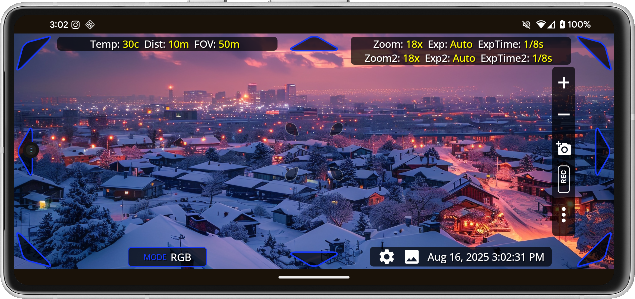 3:02
100%
Temp: 30c Dist: 10m FOV: 50m
Zoom: 18x Exp: Auto ExpTime: 1/8s
Zoom2: 18x Exp2: Auto ExpTime2: 1/8s
REC
MODE RGB
Aug 16, 2025 3:02:31 PM